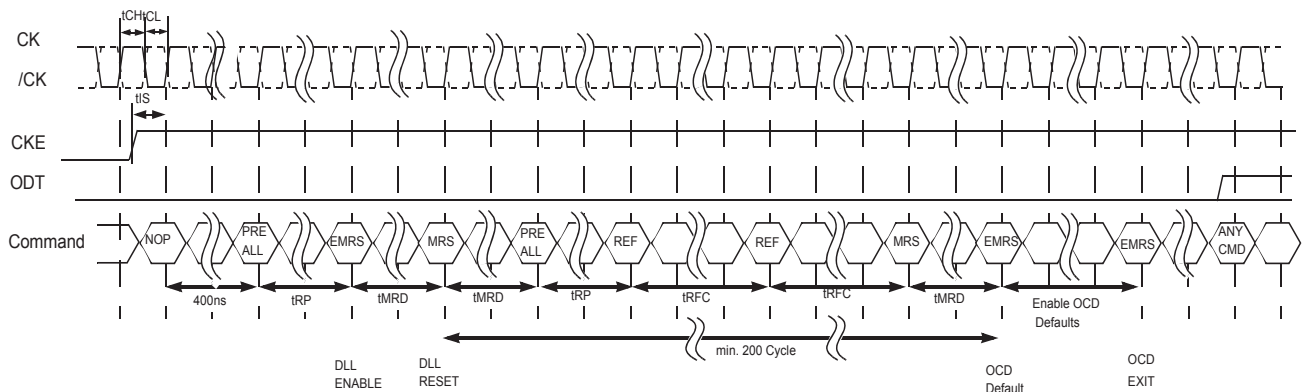 tCH tCL
CK
/CK
tIS
CKE
ODT
Command
NOP
PRE
ALL
EMRS
MRS
PRE
ALL
REF
REF
MRS
EMRS
EMRS
ANY
CMD
400ns
tRP
tMRD
tMRD
tRP
tRFC
tRFC
tMRD
Enable OCD
Defaults
min. 200 Cycle
DLL
ENABLE
DLL
RESET
OCD
Default
OCD
EXIT